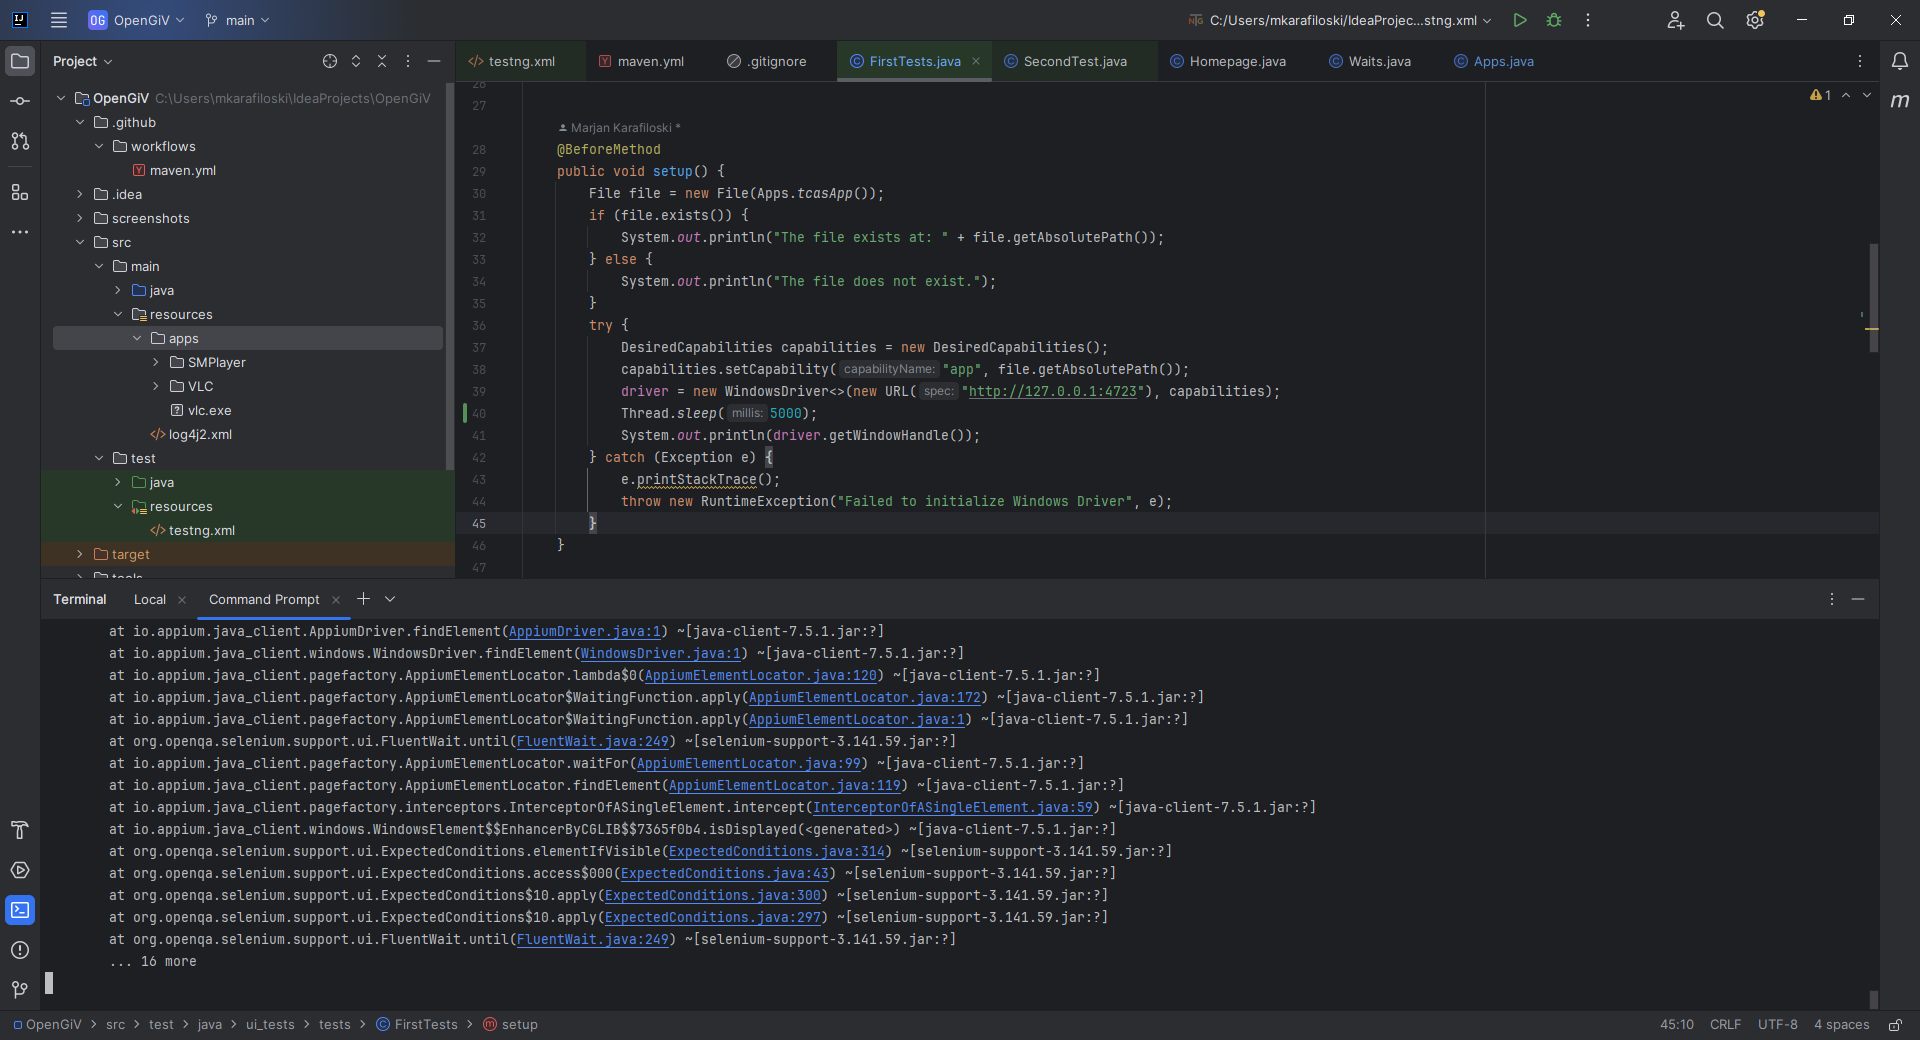 OG OpenGiV main C:/Users/mkarafiloski/IdeaProjec...stng.xml
Project
testng.xml maven.yml .gitignore FirstTests.java SecondTest.java Homepage.java Waits.java Apps.java
OpenGiV C:\Users\mkarafiloski\IdeaProjects\OpenGiV
.github
workflows
maven.yml
.idea
screenshots
src
main
java
resources
apps
SMPlayer
VLC
vlc.exe
log4j2.xml
test
java
resources
testng.xml
target
tools
1
26
27
Marjan Karafiloski *
28 @BeforeMethod
29 public void setup() {
30 File file = new File(Apps.tcasApp());
31 if (file.exists()) {
32 System.out.println("The file exists at: " + file.getAbsolutePath());
33 } else {
34 System.out.println("The file does not exist.");
35 }
36 try {
37 DesiredCapabilities capabilities = new DesiredCapabilities();
38 capabilities.setCapability( capabilityName: "app", file.getAbsolutePath());
39 driver = new WindowsDriver<>(new URL( spec: "http://127.0.0.1:4723"), capabilities);
40 Thread.sleep( millis: 5000);
41 System.out.println(driver.getWindowHandle());
42 } catch (Exception e) {
43 e.printStackTrace();
44 throw new RuntimeException("Failed to initialize Windows Driver", e);
45 }
46 }
47
Terminal Local Command Prompt
at io.appium.java_client.AppiumDriver.findElement(AppiumDriver.java:1) ~[java-client-7.5.1.jar:?]
at io.appium.java_client.windows.WindowsDriver.findElement(WindowsDriver.java:1) ~[java-client-7.5.1.jar:?]
at io.appium.java_client.pagefactory.AppiumElementLocator.lambda$0(AppiumElementLocator.java:120) ~[java-client-7.5.1.jar:?]
at io.appium.java_client.pagefactory.AppiumElementLocator$WaitingFunction.apply(AppiumElementLocator.java:172) ~[java-client-7.5.1.jar:?]
at io.appium.java_client.pagefactory.AppiumElementLocator$WaitingFunction.apply(AppiumElementLocator.java:1) ~[java-client-7.5.1.jar:?]
at org.openqa.selenium.support.ui.FluentWait.until(FluentWait.java:249) ~[selenium-support-3.141.59.jar:?]
at io.appium.java_client.pagefactory.AppiumElementLocator.waitFor(AppiumElementLocator.java:99) ~[java-client-7.5.1.jar:?]
at io.appium.java_client.pagefactory.AppiumElementLocator.findElement(AppiumElementLocator.java:119) ~[java-client-7.5.1.jar:?]
at io.appium.java_client.pagefactory.interceptors.InterceptorOfASingleElement.intercept(InterceptorOfASingleElement.java:59) ~[java-client-7.5.1.jar:?]
at io.appium.java_client.windows.WindowsElement$$EnhancerByCGLIB$$7365f0b4.isDisplayed(<generated>) ~[java-client-7.5.1.jar:?]
at org.openqa.selenium.support.ui.ExpectedConditions.elementIfVisible(ExpectedConditions.java:314) ~[selenium-support-3.141.59.jar:?]
at org.openqa.selenium.support.ui.ExpectedConditions.access$000(ExpectedConditions.java:43) ~[selenium-support-3.141.59.jar:?]
at org.openqa.selenium.support.ui.ExpectedConditions$10.apply(ExpectedConditions.java:300) ~[selenium-support-3.141.59.jar:?]
at org.openqa.selenium.support.ui.ExpectedConditions$10.apply(ExpectedConditions.java:297) ~[selenium-support-3.141.59.jar:?]
at org.openqa.selenium.support.ui.FluentWait.until(FluentWait.java:249) ~[selenium-support-3.141.59.jar:?]
... 16 more
OpenGiV > src > test > java > ui_tests > tests > FirstTests > setup 45:10 CRLF UTF-8 4 spaces